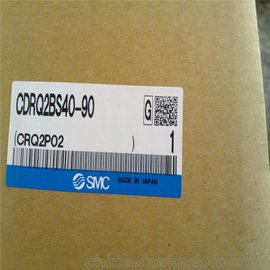 CDRQ2BS40-90
G
(CRQ2P02 )
1
SMC MADE IN JAPAN